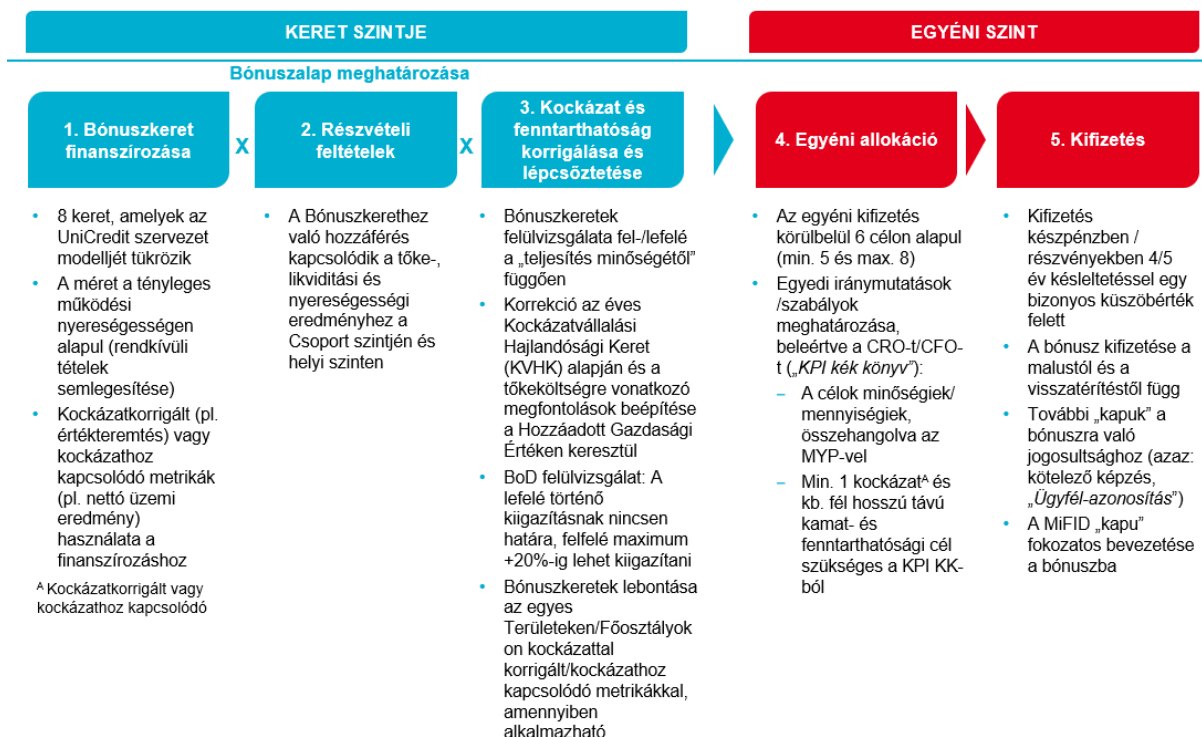 KERET SZINTJE
EGYÉNI SZINT
Bónuszalap meghatározása
1. Bónuszkeret
finanszírozása
X
2. Részvételi
feltételek
X
3. Kockázat és
fenntarthatóság
korrigálása és
lépcsőztetése
4. Egyéni allokáció
5. Kifizetés
• 8 keret, amelyek az
UniCredit szervezet
modelljét tükrözik
• A méret a tényleges
működési
nyereségességen
alapul (rendkívüli
tételek
semlegesítése)
• Kockázatkorrigált (pl.
értékteremtés) vagy
kockázathoz
kapcsolódó metrikák
(pl. nettó üzemi
eredmény)
használata a
finanszírozáshoz
A Kockázatkorrigált vagy
kockázathoz kapcsolódó
• A Bónuszkerethez
való hozzáférés
kapcsolódik a tőke-,
likviditási és
nyereségességi
eredményhez a
Csoport szintjén és
helyi szinten
• Bónuszkeretek
felülvizsgálata fel-/lefelé
a „teljesítés minőségétől”
függően
• Korrekció az éves
Kockázatvállalási
Hajlandósági Keret
(KVHK) alapján és a
tőkeköltségre vonatkozó
megfontolások beépítése
a Hozzáadott Gazdasági
Értéken keresztül
• BoD felülvizsgálat: A
lefelé történő
kiigazításnak nincsen
határa, felfelé maximum
+20%-ig lehet kiigazítani
• Bónuszkeretek lebontása
az egyes
Területeken/Főosztályok
on kockázattal
korrigált/kockázathoz
kapcsolódó metrikákkal,
amennyiben
alkalmazható
• Az egyéni kifizetés
körülbelül 6 célon alapul
(min. 5 és max. 8)
• Egyedi iránymutatások
/szabályok
meghatározása,
beleértve a CRO-t/CFO-
t („KPI kék könyv”):
– A célok minőségiek/
mennyiségiek,
összehangolva az
MYP-vel
– Min. 1 kockázatA és
kb. fél hosszú távú
kamat- és
fenntarthatósági cél
szükséges a KPI KK-
ból
• Kifizetés
készpénzben /
részvényekben 4/5
év késleltetéssel egy
bizonyos küszöbérték
felett
• A bónusz kifizetése a
malustól és a
visszatérítéstől függ
• További „kapuk” a
bónuszra való
jogosultsághoz (azaz:
kötelező képzés,
„Ügyfél-azonosítás”)
• A MiFID „kapu”
fokozatos bevezetése
a bónuszba